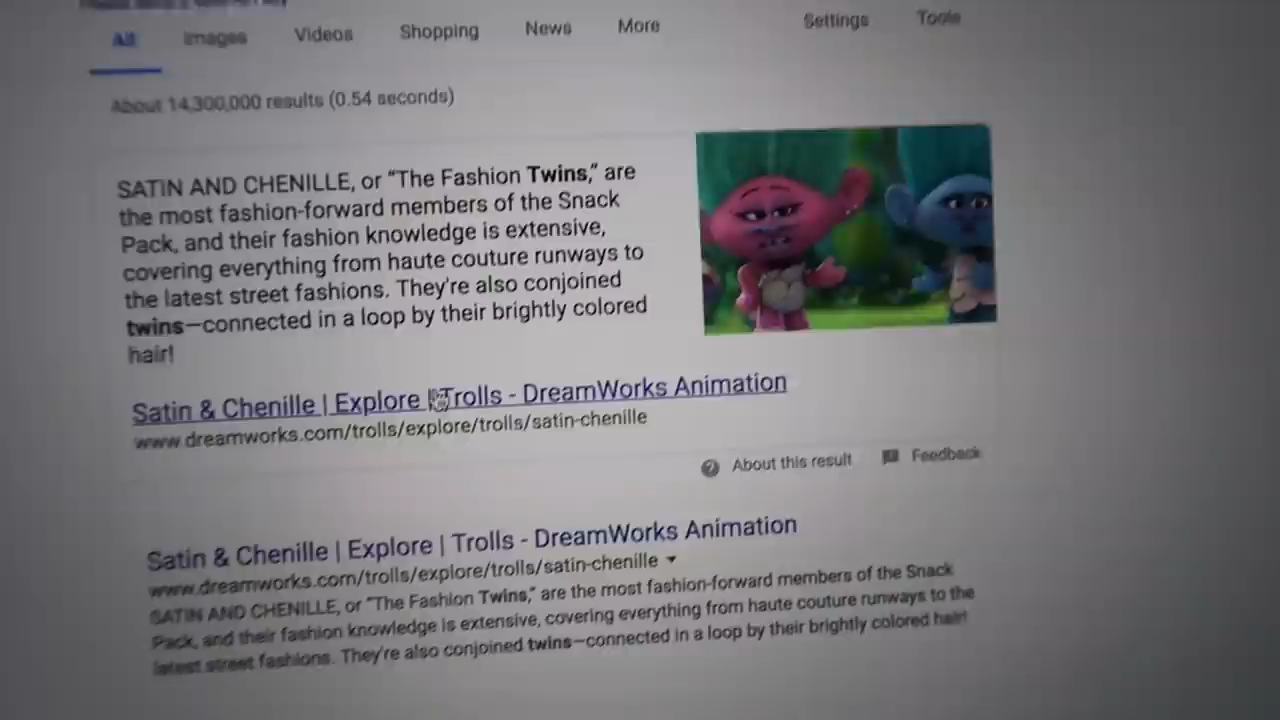 All Images Videos Shopping News More Settings Tools
About 14,300,000 results (0.54 seconds)
SATIN AND CHENILLE, or “The Fashion Twins,” are
the most fashion-forward members of the Snack
Pack, and their fashion knowledge is extensive,
covering everything from haute couture runways to
the latest street fashions. They're also conjoined
twins—connected in a loop by their brightly colored
hair!
Satin & Chenille | Explore | Trolls - DreamWorks Animation
www.dreamworks.com/trolls/explore/trolls/satin-chenille
About this result Feedback
Satin & Chenille | Explore | Trolls - DreamWorks Animation
www.dreamworks.com/trolls/explore/trolls/satin-chenille
SATIN AND CHENILLE, or “The Fashion Twins,” are the most fashion-forward members of the Snack
Pack, and their fashion knowledge is extensive, covering everything from haute couture runways to the
latest street fashions. They're also conjoined twins—connected in a loop by their brightly colored hair!